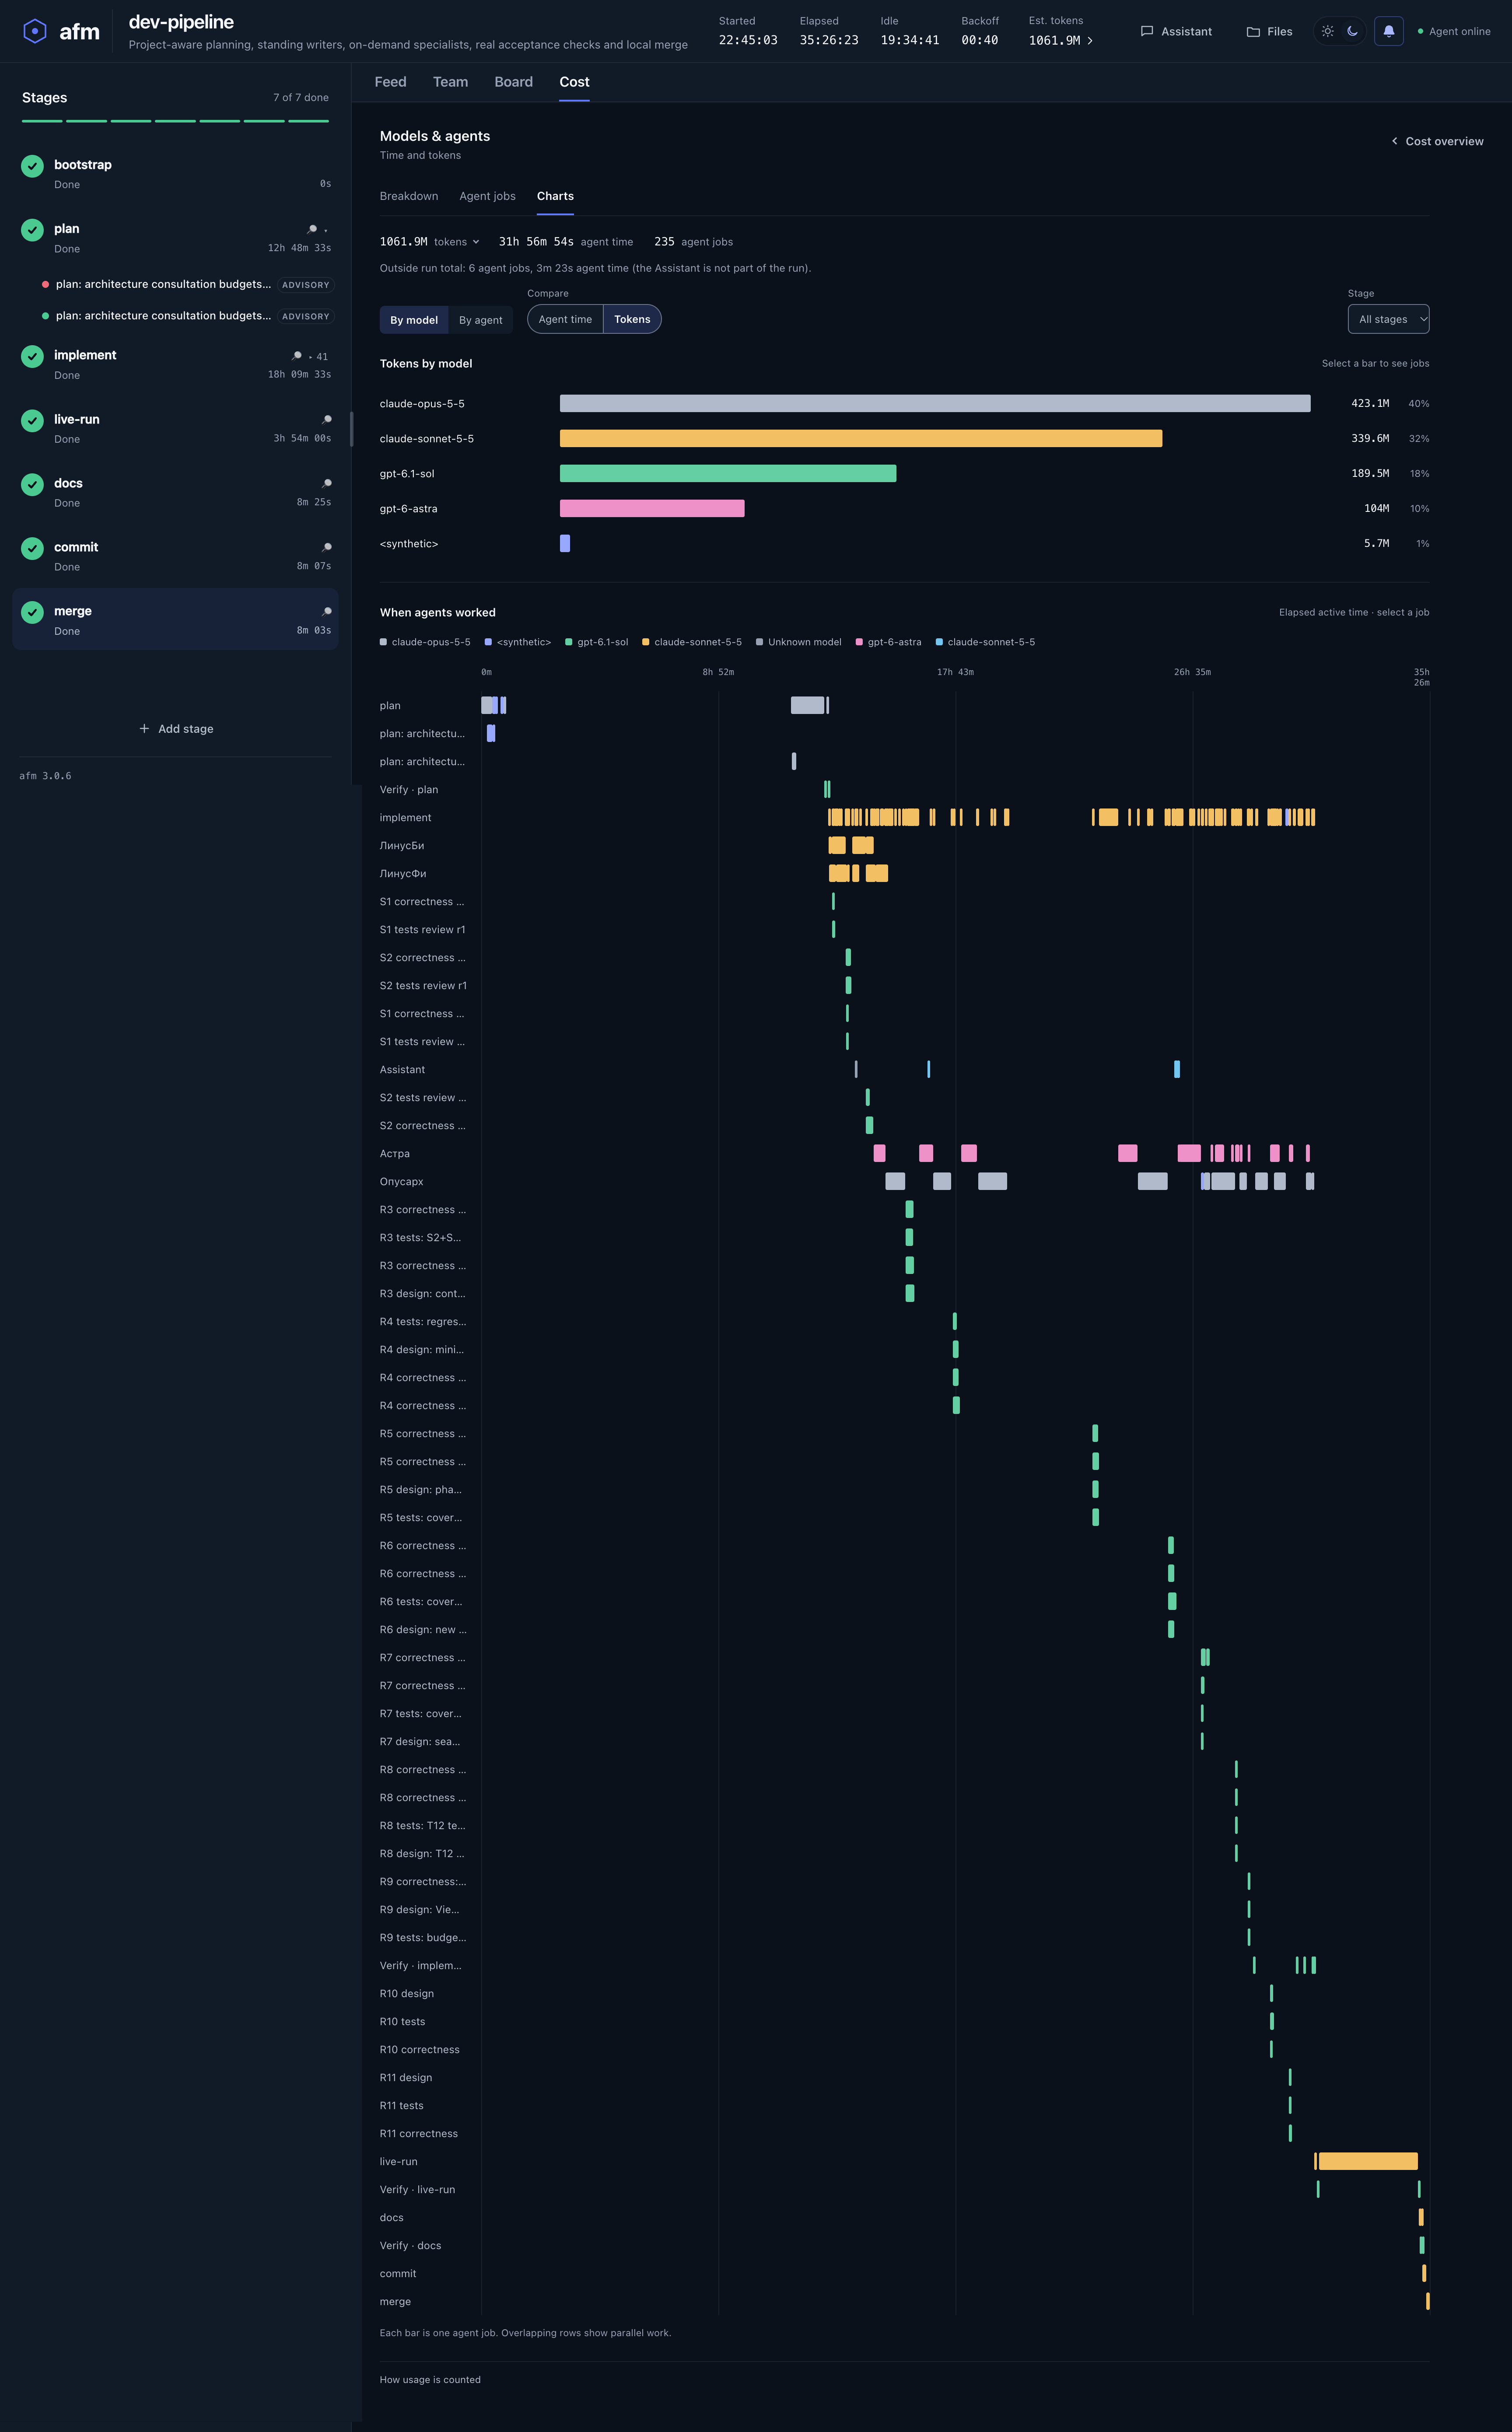 afm
dev-pipeline
Project-aware planning, standing writers, on-demand specialists, real acceptance checks and local merge
Started
22:45:03
Elapsed
35:26:23
Idle
19:34:41
Backoff
00:40
Est. tokens
1061.9M
Assistant
Files
Agent online
Stages
7 of 7 done
bootstrap
Done
0s
plan
Done
12h 48m 33s
plan: architecture consultation budgets...
ADVISORY
plan: architecture consultation budgets...
ADVISORY
implement
41
Done
18h 09m 33s
live-run
Done
3h 54m 00s
docs
Done
8m 25s
commit
Done
8m 07s
merge
Done
8m 03s
+ Add stage
afm 3.0.6
Feed
Team
Board
Cost
Models & agents
Time and tokens
Cost overview
Breakdown
Agent jobs
Charts
1061.9M tokens 31h 56m 54s agent time 235 agent jobs
Outside run total: 6 agent jobs, 3m 23s agent time (the Assistant is not part of the run).
By model
By agent
Compare
Agent time
Tokens
Stage
All stages
Tokens by model
Select a bar to see jobs
claude-opus-5-5 423.1M 40%
claude-sonnet-5-5 339.6M 32%
gpt-6.1-sol 189.5M 18%
gpt-6-astra 104M 10%
<synthetic> 5.7M 1%
When agents worked
Elapsed active time · select a job
claude-opus-5-5 <synthetic> gpt-6.1-sol claude-sonnet-5-5 Unknown model gpt-6-astra claude-sonnet-5-5
0m 8h 52m 17h 43m 26h 35m 35h
26m
plan
plan: architectu...
plan: architectu...
Verify · plan
implement
ЛинусБи
ЛинусФи
S1 correctness ...
S1 tests review r1
S2 correctness ...
S2 tests review r1
S1 correctness ...
S1 tests review ...
Assistant
S2 tests review ...
S2 correctness ...
Астра
Опусарх
R3 correctness ...
R3 tests: S2+S...
R3 correctness ...
R3 design: cont...
R4 tests: regres...
R4 design: mini...
R4 correctness ...
R4 correctness ...
R5 correctness ...
R5 correctness ...
R5 design: pha...
R5 tests: cover...
R6 correctness ...
R6 correctness ...
R6 tests: cover...
R6 design: new ...
R7 correctness ...
R7 correctness ...
R7 tests: cover...
R7 design: sea...
R8 correctness ...
R8 correctness ...
R8 tests: T12 te...
R8 design: T12 ...
R9 correctness:...
R9 design: Vie...
R9 tests: budge...
Verify · implem...
R10 design
R10 tests
R10 correctness
R11 design
R11 tests
R11 correctness
live-run
Verify · live-run
docs
Verify · docs
commit
merge
Each bar is one agent job. Overlapping rows show parallel work.
How usage is counted